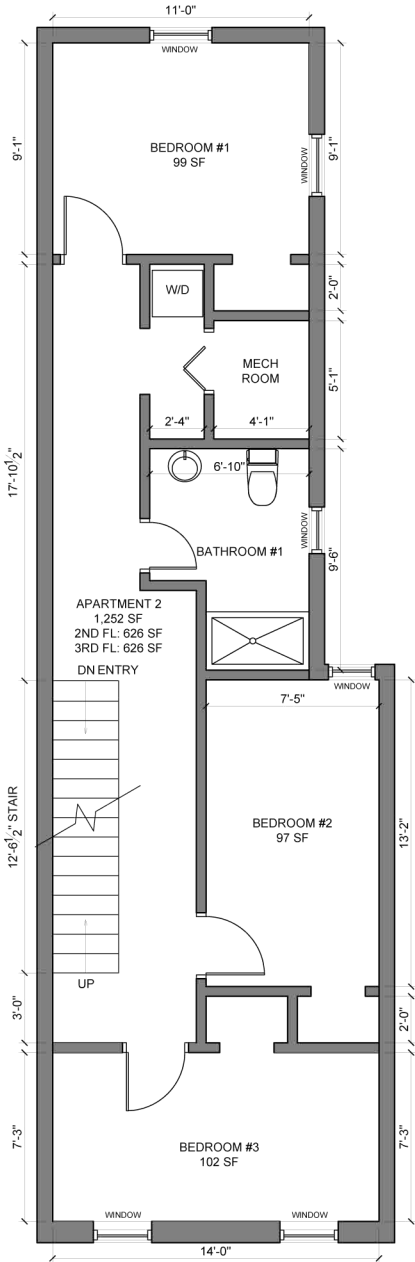 11'-0"
WINDOW
9'-1"
BEDROOM #1
99 SF
WINDOW
9'-1"
W/D
2'-0"
MECH
ROOM
5'-1"
2'-4"
4'-1"
17'-10½"
6'-10"
WINDOW
BATHROOM #1
9'-6"
APARTMENT 2
1,252 SF
2ND FL: 626 SF
3RD FL: 626 SF
DN ENTRY
WINDOW
7'-5"
12'-6½" STAIR
BEDROOM #2
97 SF
13'-2"
UP
3'-0"
2'-0"
7'-3"
BEDROOM #3
102 SF
7'-3"
WINDOW
WINDOW
14'-0"